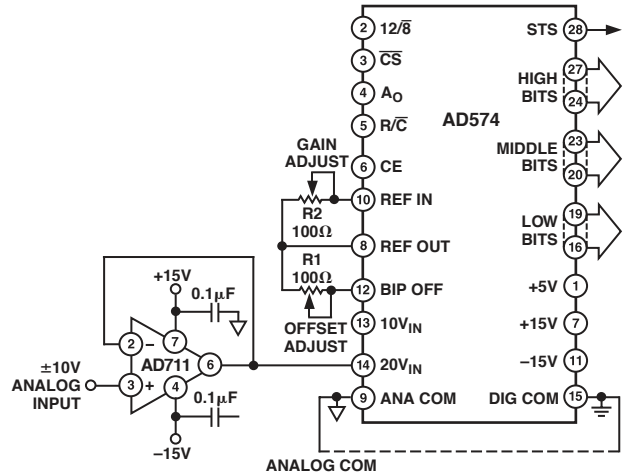 2 12/8̅
STS 28
3 C̅S̅
27
HIGH
BITS
24
4 AO
AD574
5 R/C̅
23
MIDDLE
BITS
20
GAIN
ADJUST
6 CE
10 REF IN
R2
100Ω
19
LOW
BITS
16
8 REF OUT
R1
100Ω
+5V 1
12 BIP OFF
+15V
0.1µF
13 10VIN
+15V 7
OFFSET
ADJUST
2 –
7
AD711
6
14 20VIN
–15V 11
±10V
ANALOG
INPUT
3 +
4
0.1µF
9 ANA COM
DIG COM 15
–15V
ANALOG COM